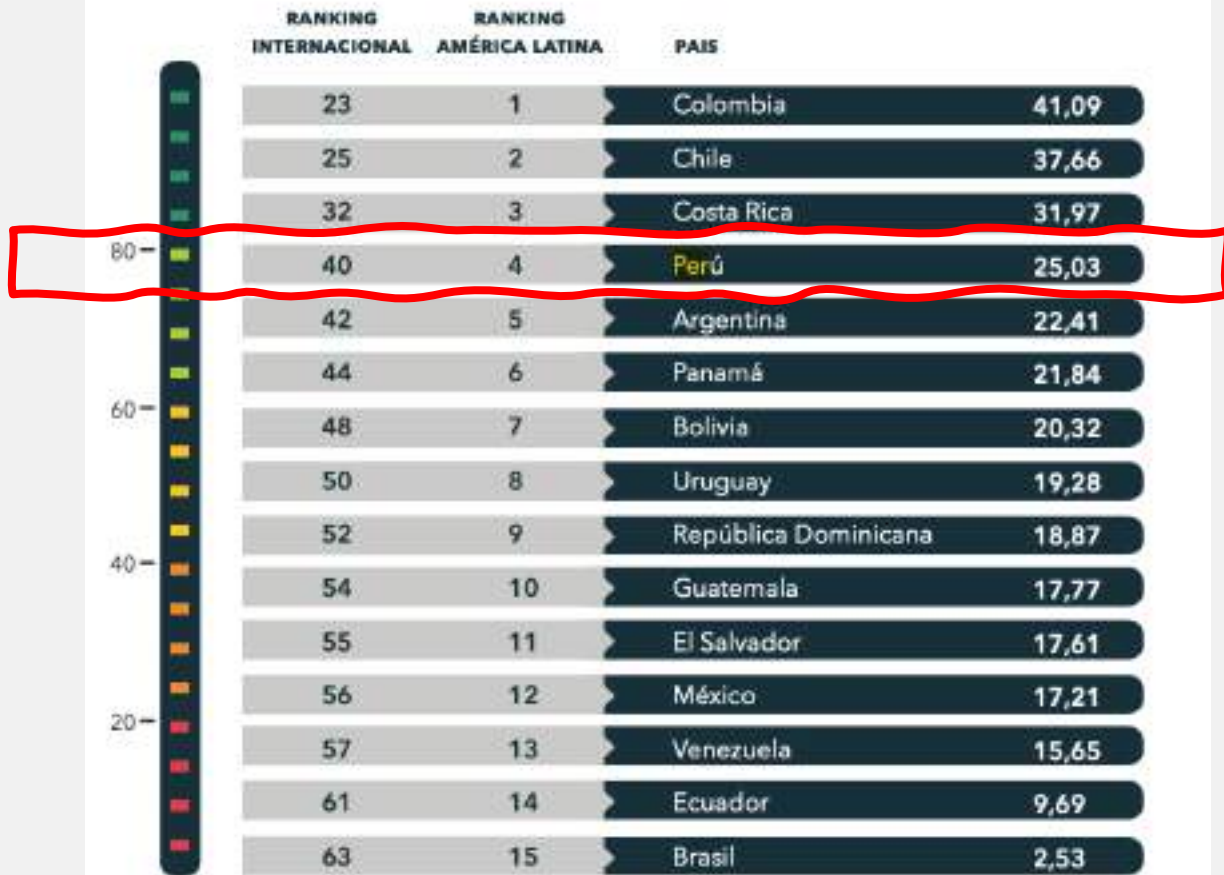 RANKING INTERNACIONAL RANKING AMÉRICA LATINA PAIS
23 1 Colombia 41,09
25 2 Chile 37,66
32 3 Costa Rica 31,97
80
40 4 Perú 25,03
42 5 Argentina 22,41
44 6 Panamá 21,84
60
48 7 Bolivia 20,32
50 8 Uruguay 19,28
52 9 República Dominicana 18,87
40
54 10 Guatemala 17,77
55 11 El Salvador 17,61
56 12 México 17,21
20
57 13 Venezuela 15,65
61 14 Ecuador 9,69
63 15 Brasil 2,53